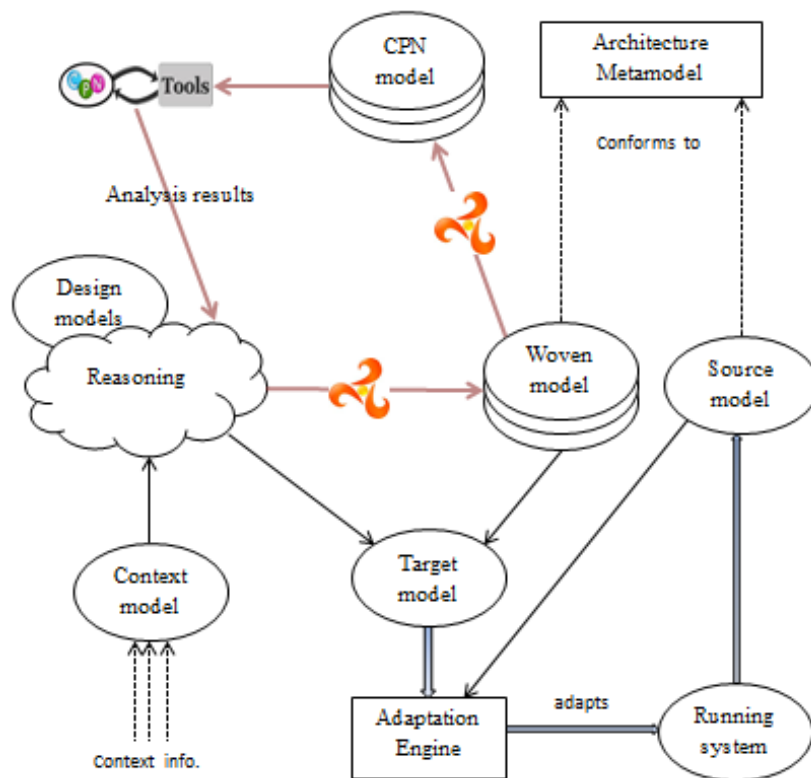 CPN
model
Architecture
Metamodel
CPN
Tools
Conforms to
Analysis results
Design
models
Reasoning
Woven
model
Source
model
Context
model
Target
model
Adaptation
Engine
adapts
Running
system
Context info.